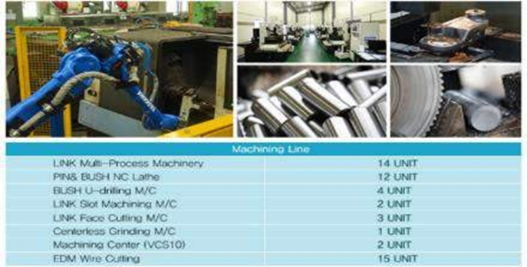 Machining Line
LINK Multi-Process Machinery 14 UNIT
PIN& BUSH NC Lathe 12 UNIT
BUSH U-drilling M/C 4 UNIT
LINK Slot Machining M/C 2 UNIT
LINK Face Cutting M/C 3 UNIT
Centerless Grinding M/C 1 UNIT
Machining Center (VCS10) 2 UNIT
EDM Wire Cutting 15 UNIT